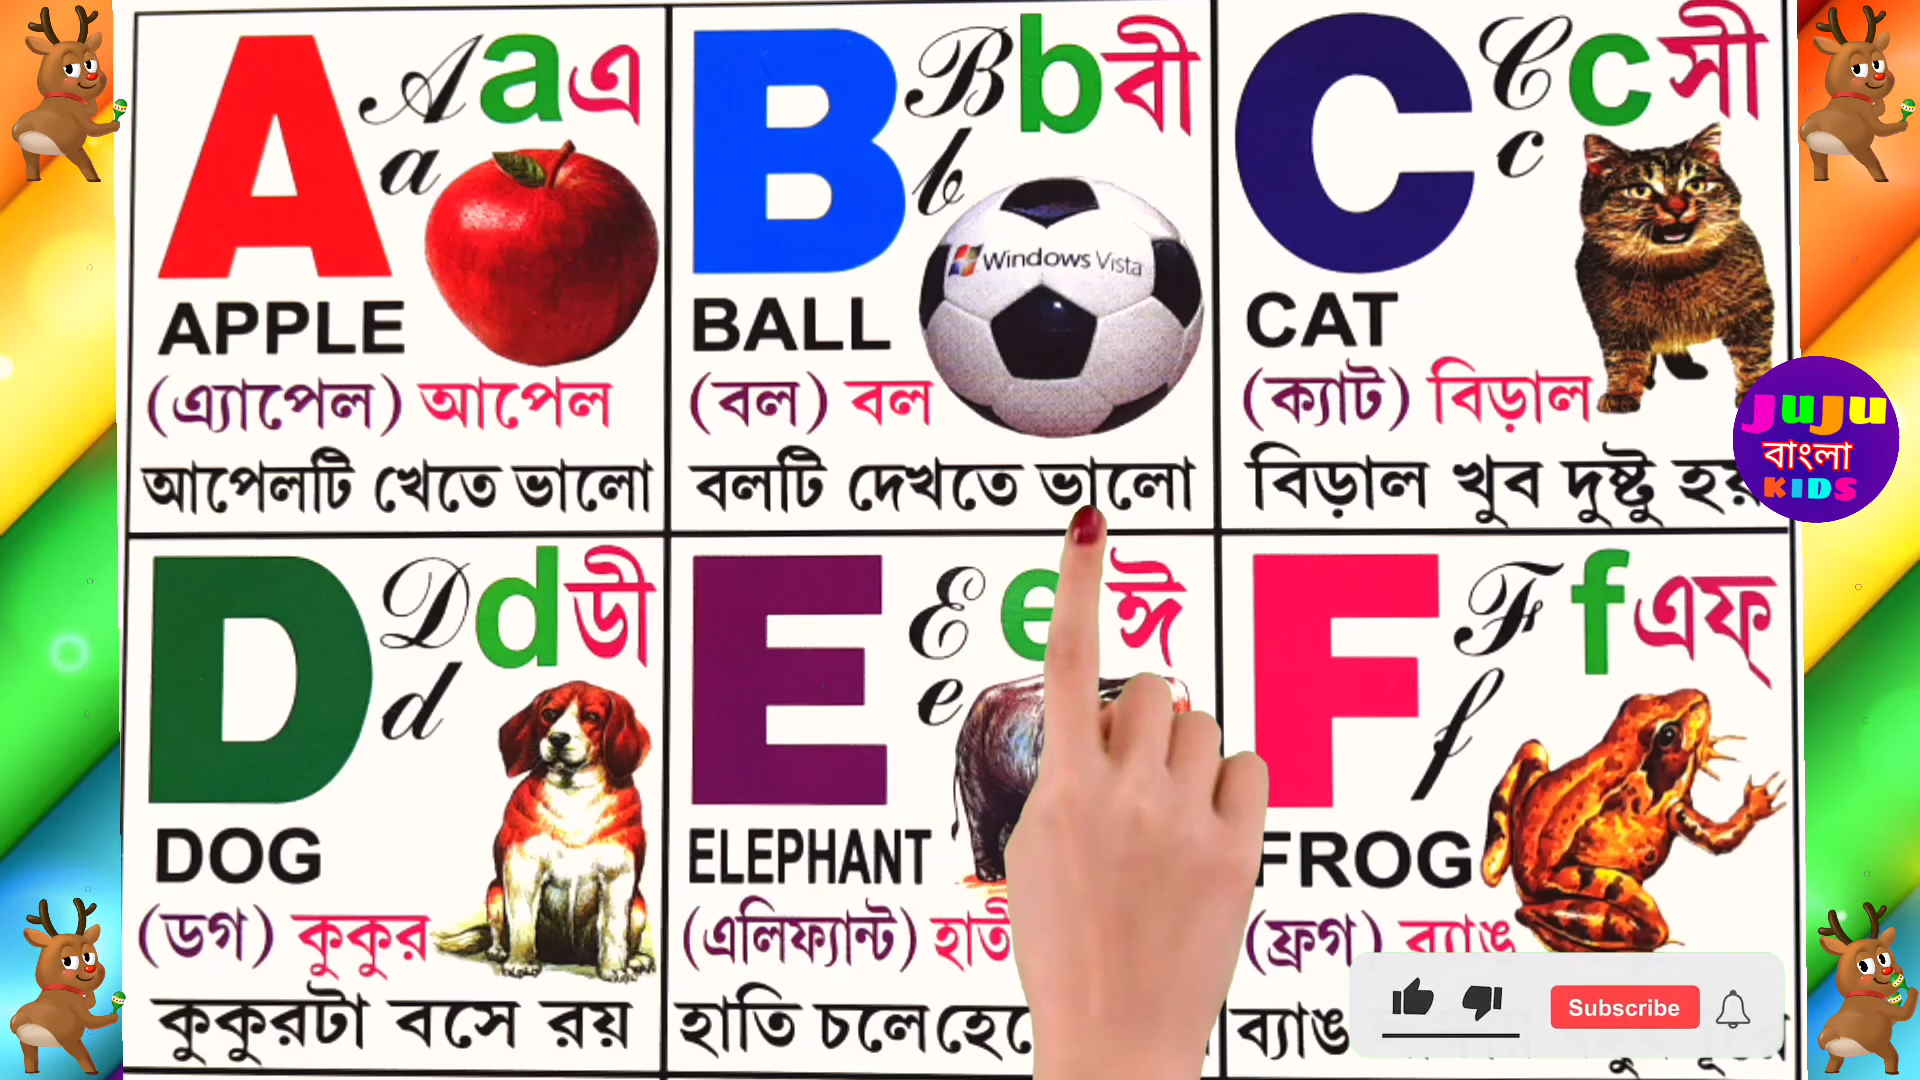 A A a এ
a
APPLE
(এ্যাপেল) আপেল
আপেলটি খেতে ভালো
B B b বী
b
Windows Vista
BALL
(বল) বল
বলটি দেখতে ভালো
C C c সী
c
CAT
(ক্যাট) বিড়াল
বিড়াল খুব দুষ্টু হয়
JUJU
বাংলা
KIDS
D D d ডী
d
DOG
(ডগ) কুকুর
কুকুরটা বসে রয়
E E e ঈ
e
ELEPHANT
(এলিফ্যান্ট) হাতী
হাতি চলে
F F f এফ্
f
FROG
(ফ্রগ) ব্যাঙ
ব্যাঙ
Subscribe